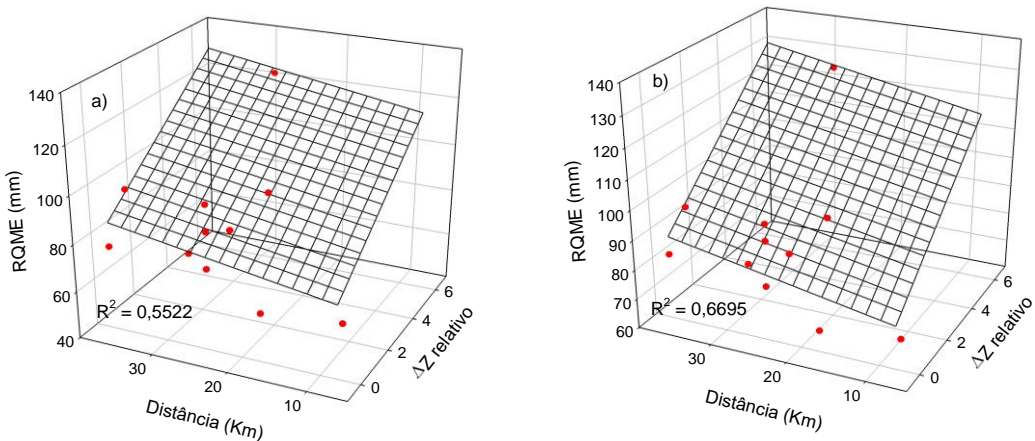 a)
140
120
100
80
60
40
RQME (mm)
R² = 0,5522
30
20
10
Distância (Km)
0
2
4
6
ΔZ relativo
b)
140
130
120
110
100
90
80
70
60
RQME (mm)
R² = 0,6695
30
20
10
Distância (Km)
0
2
4
6
ΔZ relativo